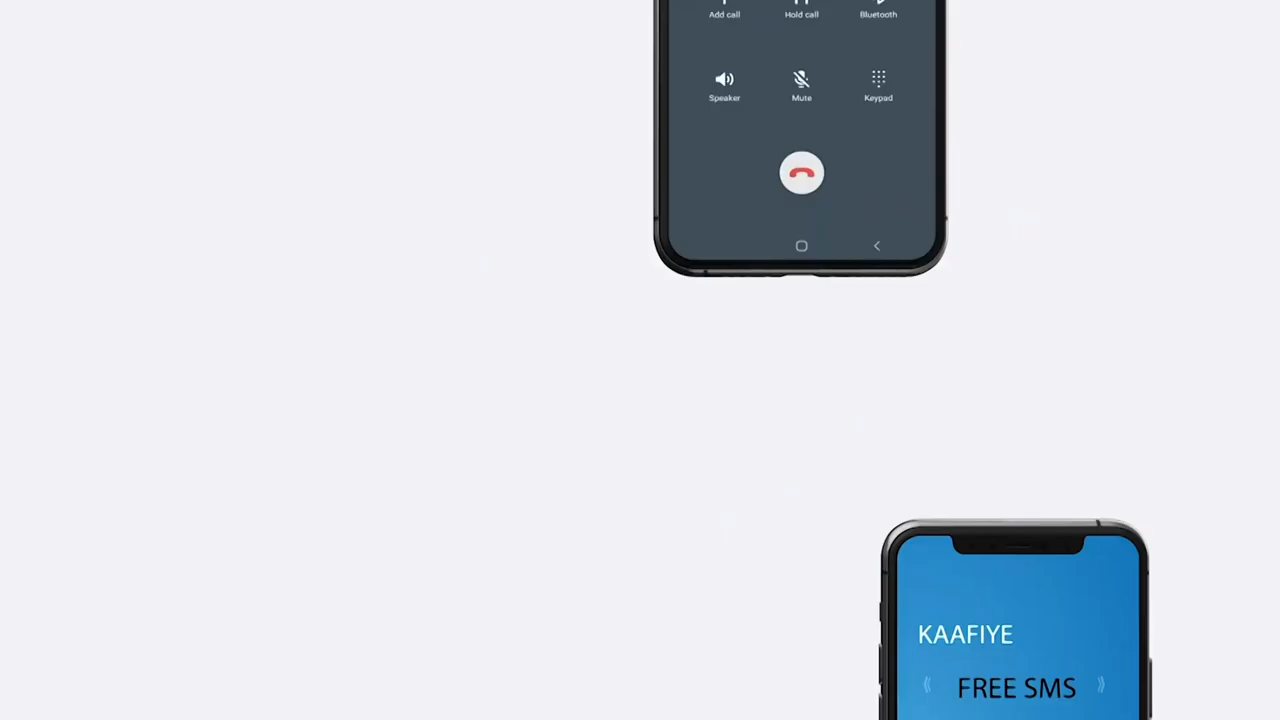 Add call Hold call Bluetooth
Speaker Mute Keypad
KAAFIYE
FREE SMS